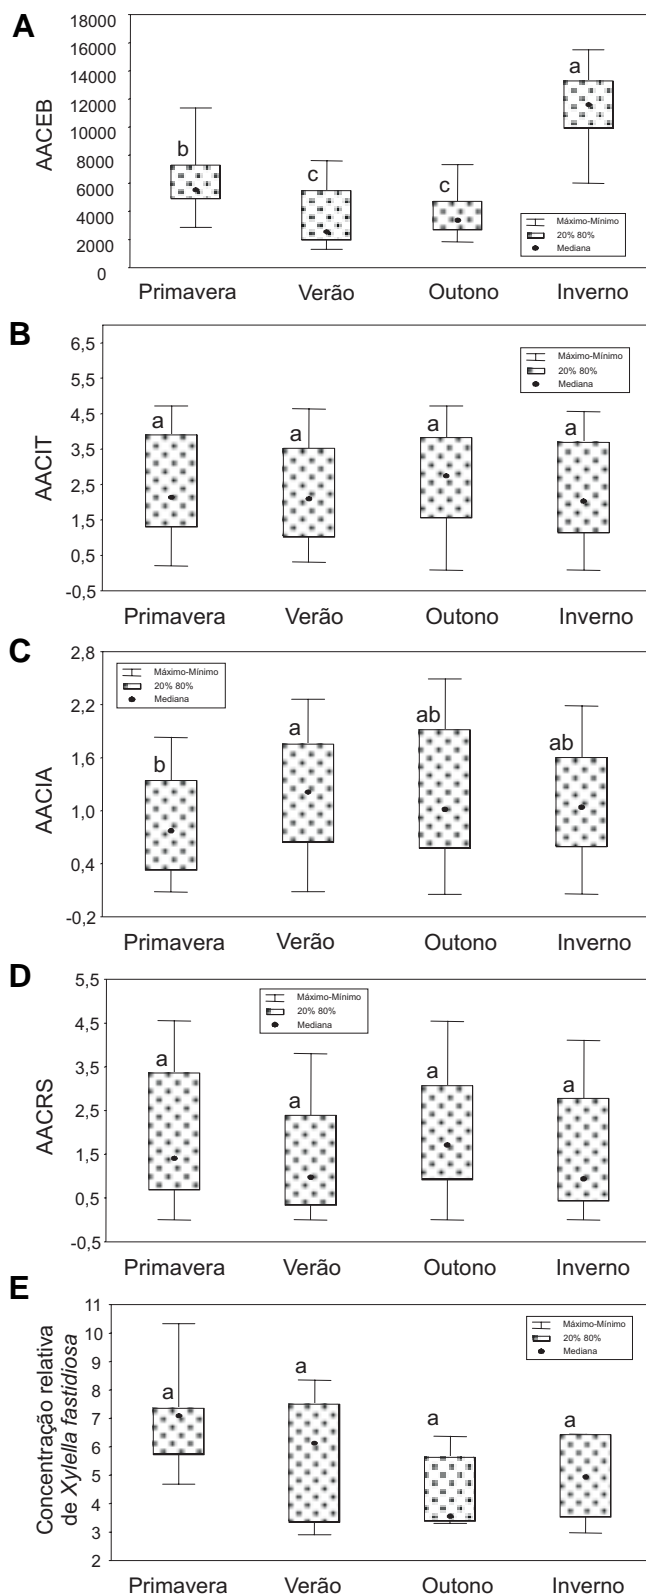 A
18000
16000
14000
12000
10000
8000
6000
4000
2000
0
AACEB
b
c
c
a
Máximo-Mínimo
20% 80%
Mediana
Primavera Verão Outono Inverno
B
6,5
5,5
4,5
3,5
2,5
1,5
0,5
-0,5
AACIT
a
a
a
a
Máximo-Mínimo
20% 80%
Mediana
Primavera Verão Outono Inverno
C
2,8
2,2
1,6
1,0
0,4
-0,2
AACIA
Máximo-Mínimo
20% 80%
Mediana
b
a
ab
ab
Primavera Verão Outono Inverno
D
5,5
4,5
3,5
2,5
1,5
0,5
-0,5
AACRS
Máximo-Mínimo
20% 80%
Mediana
a
a
a
a
Primavera Verão Outono Inverno
E
11
10
9
8
7
6
5
4
3
2
Concentração relativa
de Xylella fastidiosa
a
a
a
a
Máximo-Mínimo
20% 80%
Mediana
Primavera Verão Outono Inverno